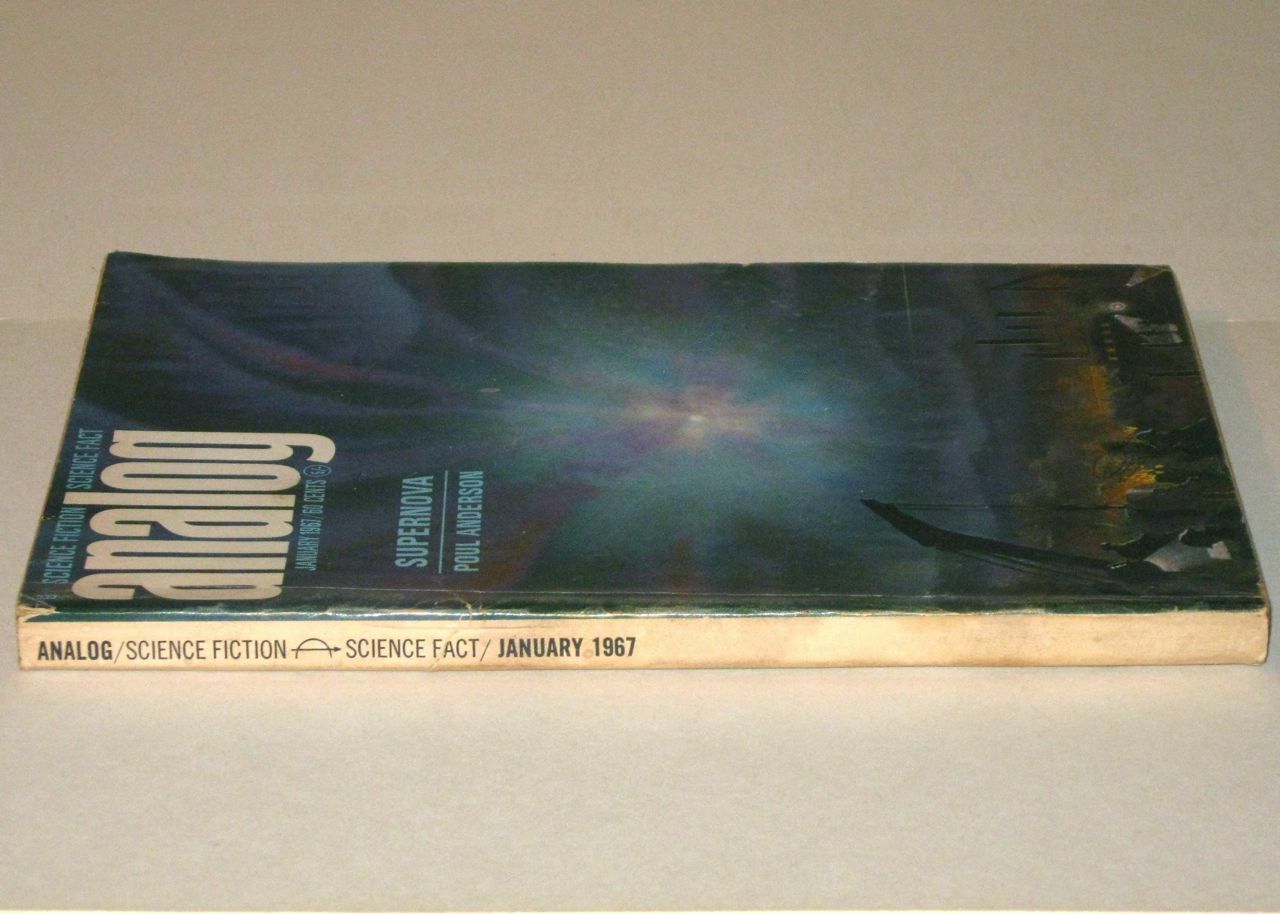 SCIENCE FICTION SCIENCE FACT
analog
JANUARY 1967 60 CENTS
SUPERNOVA
POUL ANDERSON
ANALOG/SCIENCE FICTION SCIENCE FACT/JANUARY 1967